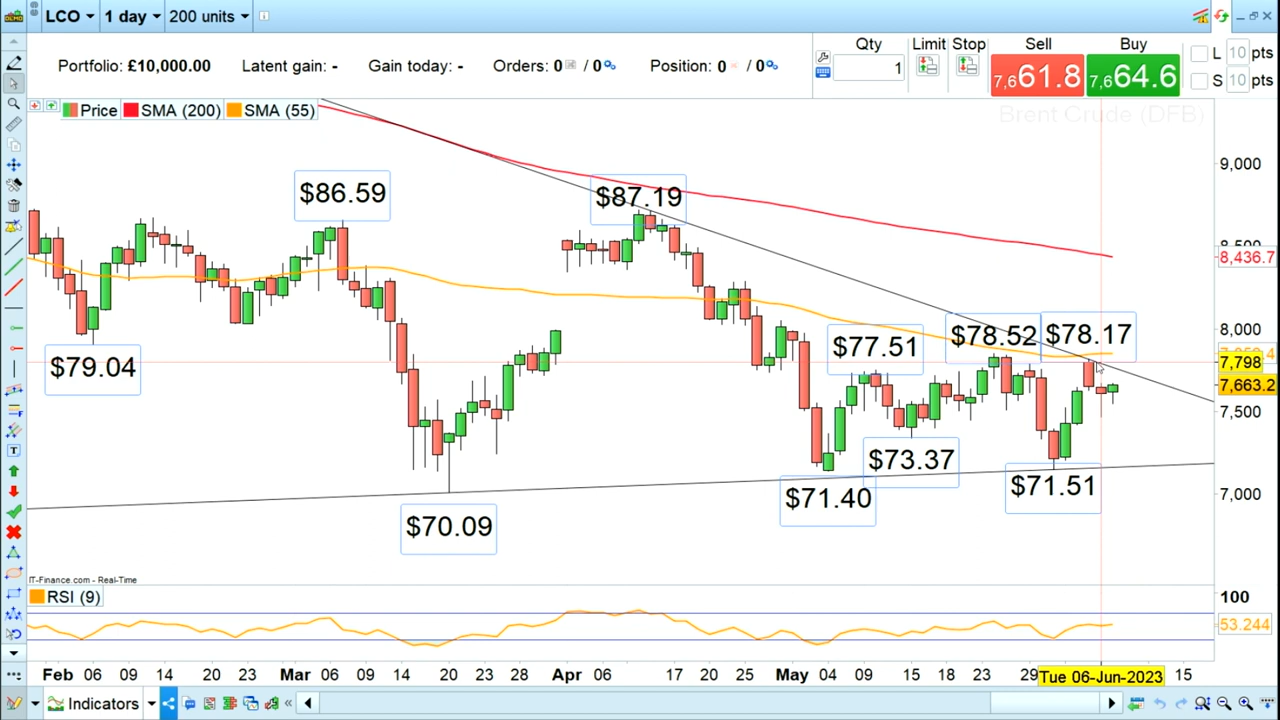 LCO 1 day 200 units
Portfolio: £10,000.00 Latent gain: - Gain today: - Orders: 0 / 0 Position: 0 / 0
Qty Limit Stop Sell Buy
1 7,661.8 7,664.6 L 10 pts
S 10 pts
Price SMA (200) SMA (55)
Brent Crude (DFB)
9,000
$86.59
$87.19
8,436.7
8,000
$78.52 $78.17
$77.51
$79.04
7,798
7,663.2
7,500
$73.37
$71.51
$71.40
7,000
$70.09
IT-Finance.com - Real-Time
RSI (9)
100
53.244
Feb 06 09 14 20 23 Mar 09 14 20 23 28 Apr 06 17 20 25 May 04 09 15 18 23 29 Tue 06-Jun-2023 15
Indicators